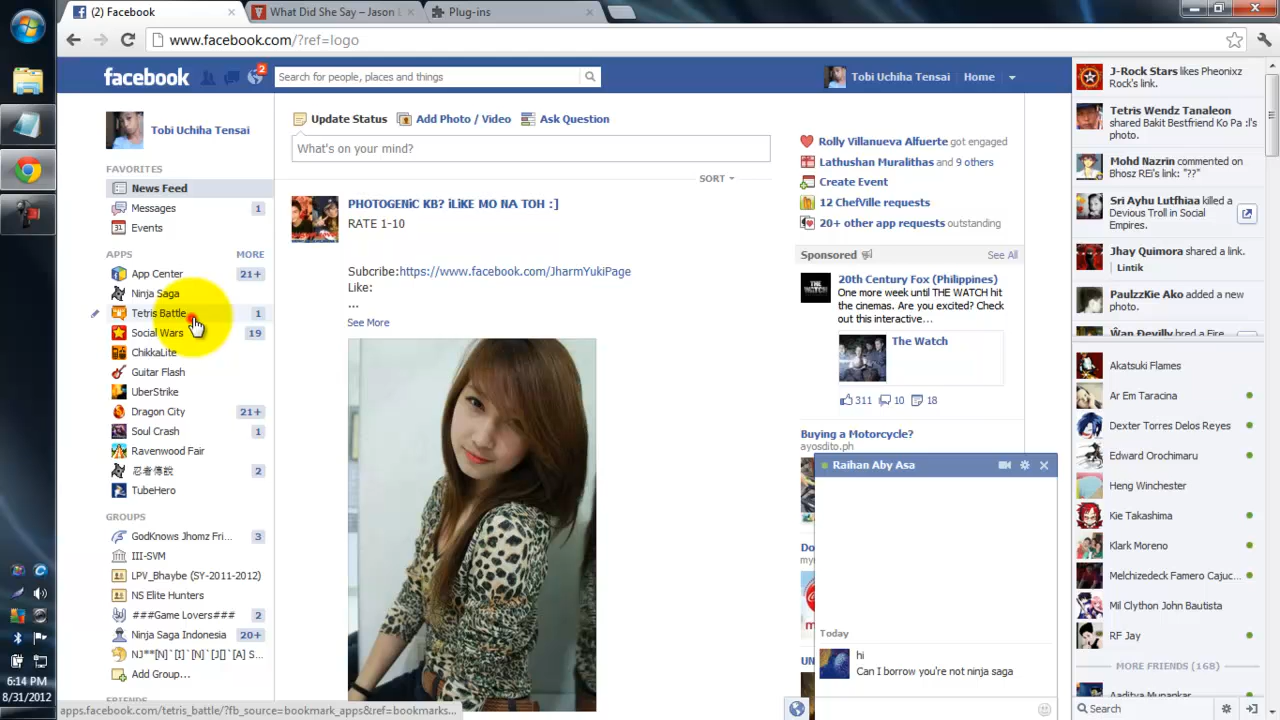 (2) Facebook
What Did She Say – Jason L
Plug-ins
www.facebook.com/?ref=logo
facebook
2
Search for people, places and things
Tobi Uchiha Tensai
Home
Tobi Uchiha Tensai
FAVORITES
News Feed
Messages 1
Events
APPS MORE
App Center 21+
Ninja Saga
Tetris Battle 1
Social Wars 19
ChikkaLite
Guitar Flash
UberStrike
Dragon City 21+
Soul Crash 1
Ravenwood Fair
忍者傳說 2
TubeHero
GROUPS
GodKnows Jhomz Fri... 3
III-SVM
LPV_Bhaybe (SY-2011-2012)
NS Elite Hunters
###Game Lovers### 2
Ninja Saga Indonesia 20+
NJ**[N]`[I]`[N]`[J[]`[A] S...
Add Group...
FRIENDS
Update Status
Add Photo / Video
Ask Question
What's on your mind?
SORT
PHOTOGENiC KB? iLiKE MO NA TOH :]
RATE 1-10
Subcribe:https://www.facebook.com/JharmYukiPage
Like:
...
See More
Rolly Villanueva Alfuerte got engaged
Lathushan Muralithas and 9 others
Create Event
12 ChefVille requests
20+ other app requests outstanding
Sponsored See All
20th Century Fox (Philippines)
One more week until THE WATCH hit
the cinemas. Are you excited? Check
out this interactive...
The Watch
311 10 18
Buying a Motorcycle?
ayosdito.ph
Do
my
UN
Raihan Aby Asa
Today
hi
Can I borrow you're not ninja saga
J-Rock Stars likes Pheonixz
Rock's link.
Tetris Wendz Tanaleon
shared Bakit Bestfriend Ko Pa :I's
photo.
Mohd Nazrin commented on
Bhosz REi's link: "??"
Sri Ayhu Luthfiaa killed a
Devious Troll in Social
Empires.
Jhay Quimora shared a link.
Lintik
PaulzzKie Ako added a new
photo.
Akatsuki Flames
Ar Em Taracina
Dexter Torres Delos Reyes
Edward Orochimaru
Heng Winchester
Kie Takashima
Klark Moreno
Melchizedeck Famero Cajuc...
Mil Clython John Bautista
RF Jay
MORE FRIENDS (168)
Aaditya Munankar
Search
6:14 PM
8/31/2012
apps.facebook.com/tetris_battle/?fb_source=bookmark_apps&ref=bookmarks...